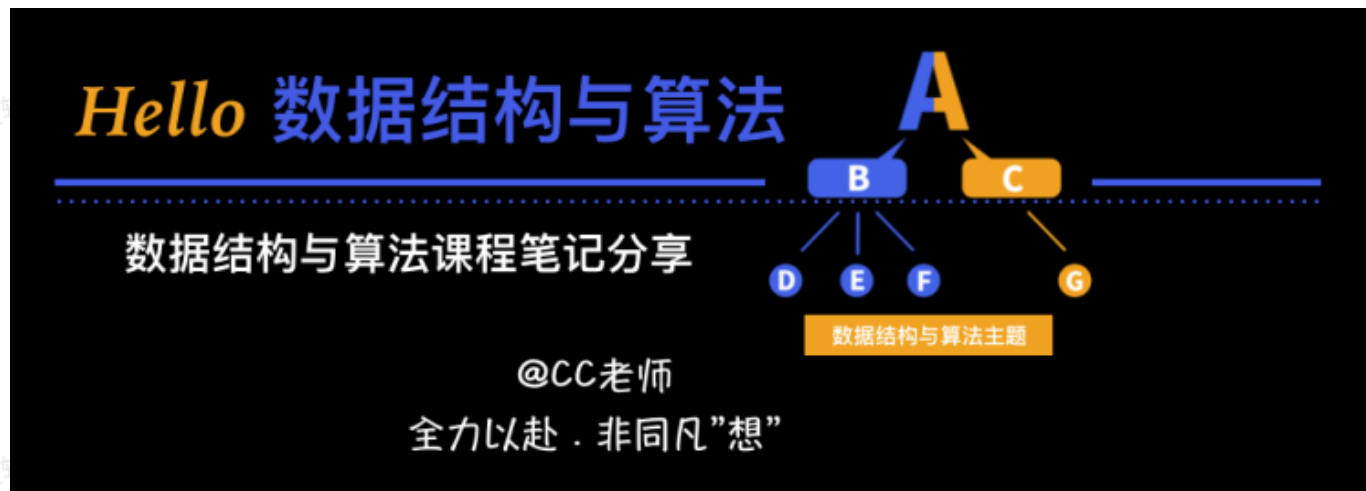 Hello 数据结构与算法
数据结构与算法课程笔记分享
@CC老师
全力以赴 . 非同凡”想”
A
B
C
D
E
F
G
数据结构与算法主题